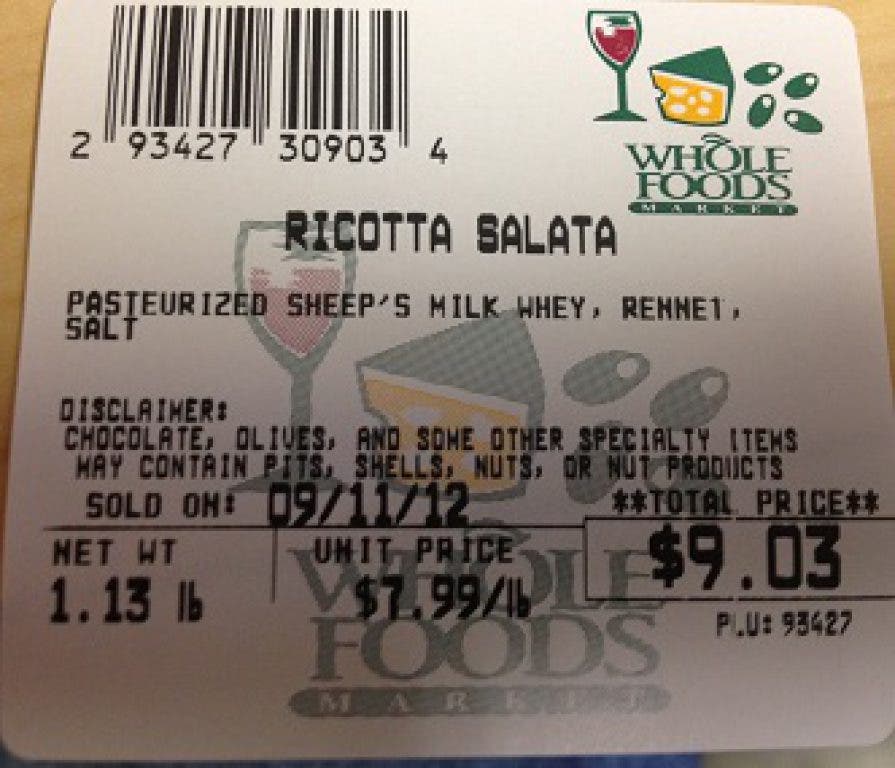 2 93427 30903 4
WHOLE
FOODS
MARKET
RICOTTA SALATA
PASTEURIZED SHEEP'S MILK WHEY, RENNET,
SALT
DISCLAIMER:
CHOCOLATE, OLIVES, AND SOME OTHER SPECIALTY ITEMS
MAY CONTAIN PITS, SHELLS, NUTS, OR NUT PRODUCTS
SOLD ON: 09/11/12
**TOTAL PRICE**
NET WT
UNIT PRICE
$9.03
1.13 lb
$7.99/lb
PLU: 93427
WHOLE
FOODS
MARKET